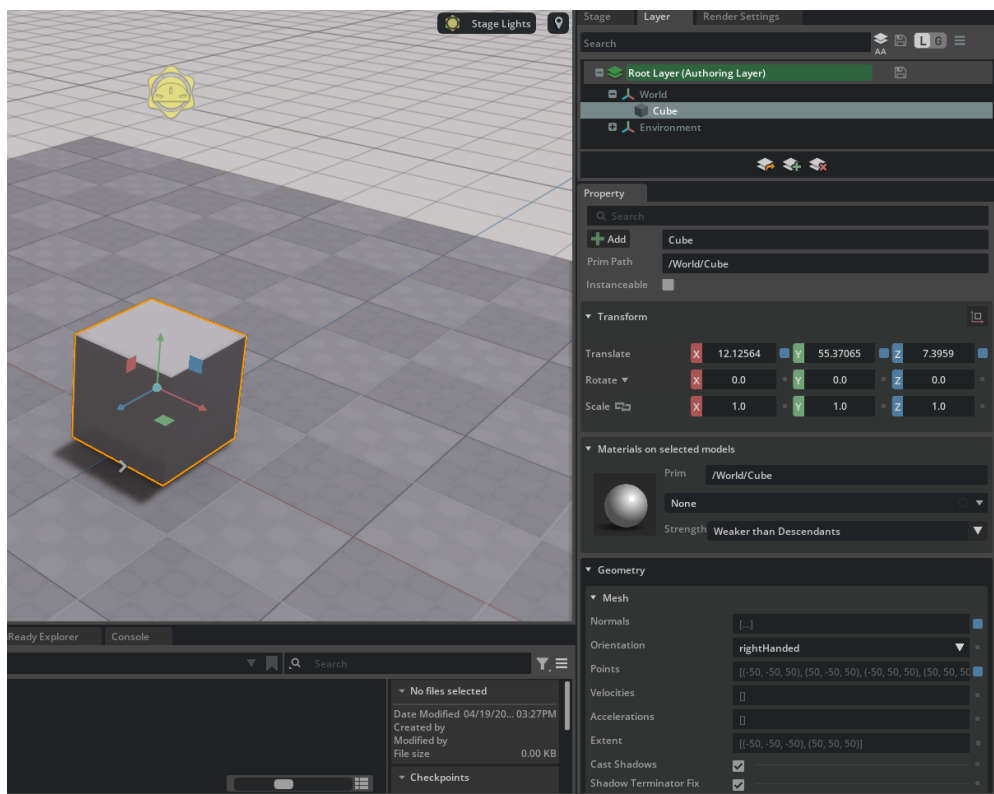 Stage Lights
Stage Layer Render Settings
Search
AA
L G
Root Layer (Authoring Layer)
World
Cube
Environment
Property
Search
Add Cube
Prim Path /World/Cube
Instanceable
Transform
Translate X 12.12564 Y 55.37065 Z 7.3959
Rotate X 0.0 Y 0.0 Z 0.0
Scale X 1.0 Y 1.0 Z 1.0
Materials on selected models
Prim /World/Cube
None
Strength Weaker than Descendants
Geometry
Mesh
Normals [...]
Orientation rightHanded
Points [(-50, -50, 50), (50, -50, 50), (-50, 50, 50), (50, 50, 50
Velocities []
Accelerations []
Extent [(-50, -50, -50), (50, 50, 50)]
Cast Shadows
Shadow Terminator Fix
Ready Explorer Console
Search
No files selected
Date Modified 04/19/20... 03:27PM
Created by
Modified by
File size 0.00 KB
Checkpoints